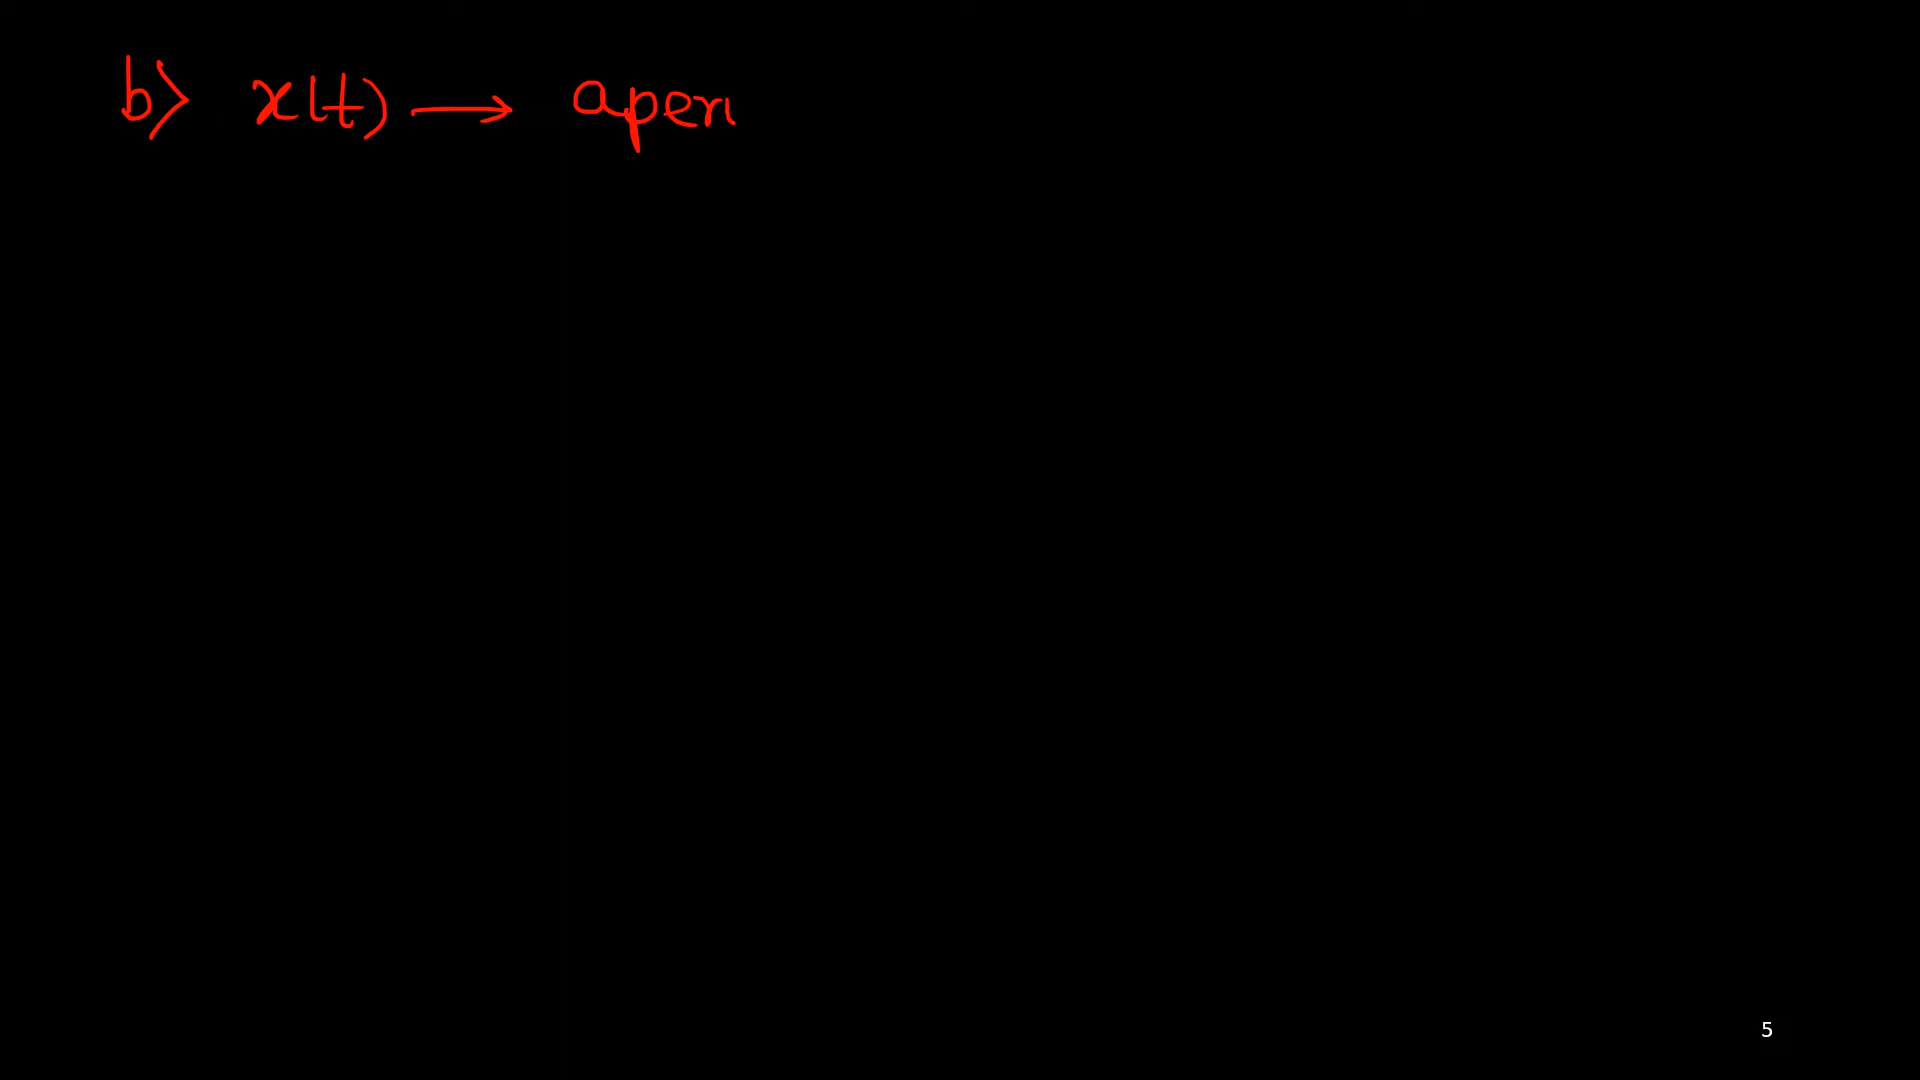 b) x(t) → aperi
5